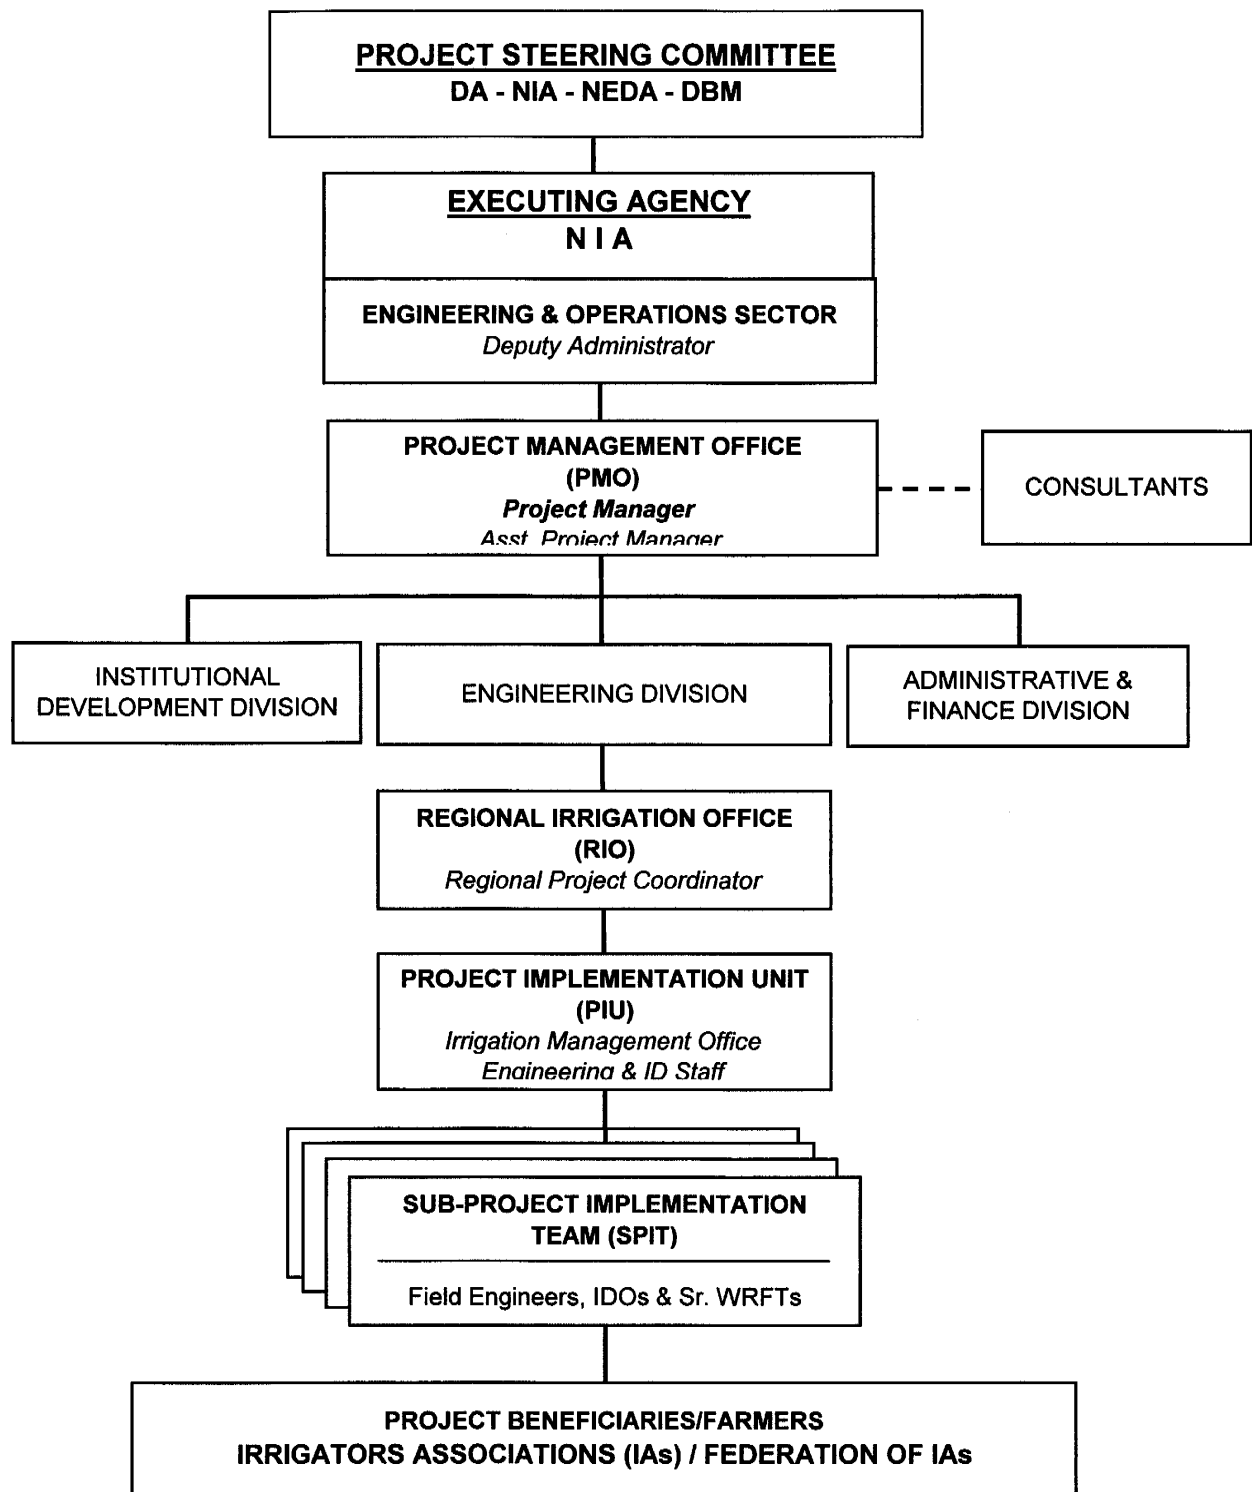 PROJECT STEERING COMMITTEE
DA - NIA - NEDA - DBM
EXECUTING AGENCY
N I A
ENGINEERING & OPERATIONS SECTOR
Deputy Administrator
PROJECT MANAGEMENT OFFICE
(PMO)
Project Manager
Asst. Project Manager
CONSULTANTS
INSTITUTIONAL
DEVELOPMENT DIVISION
ENGINEERING DIVISION
ADMINISTRATIVE &
FINANCE DIVISION
REGIONAL IRRIGATION OFFICE
(RIO)
Regional Project Coordinator
PROJECT IMPLEMENTATION UNIT
(PIU)
Irrigation Management Office
Engineering & ID Staff
SUB-PROJECT IMPLEMENTATION
TEAM (SPIT)
Field Engineers, IDOs & Sr. WRFTs
PROJECT BENEFICIARIES/FARMERS
IRRIGATORS ASSOCIATIONS (IAs) / FEDERATION OF IAs